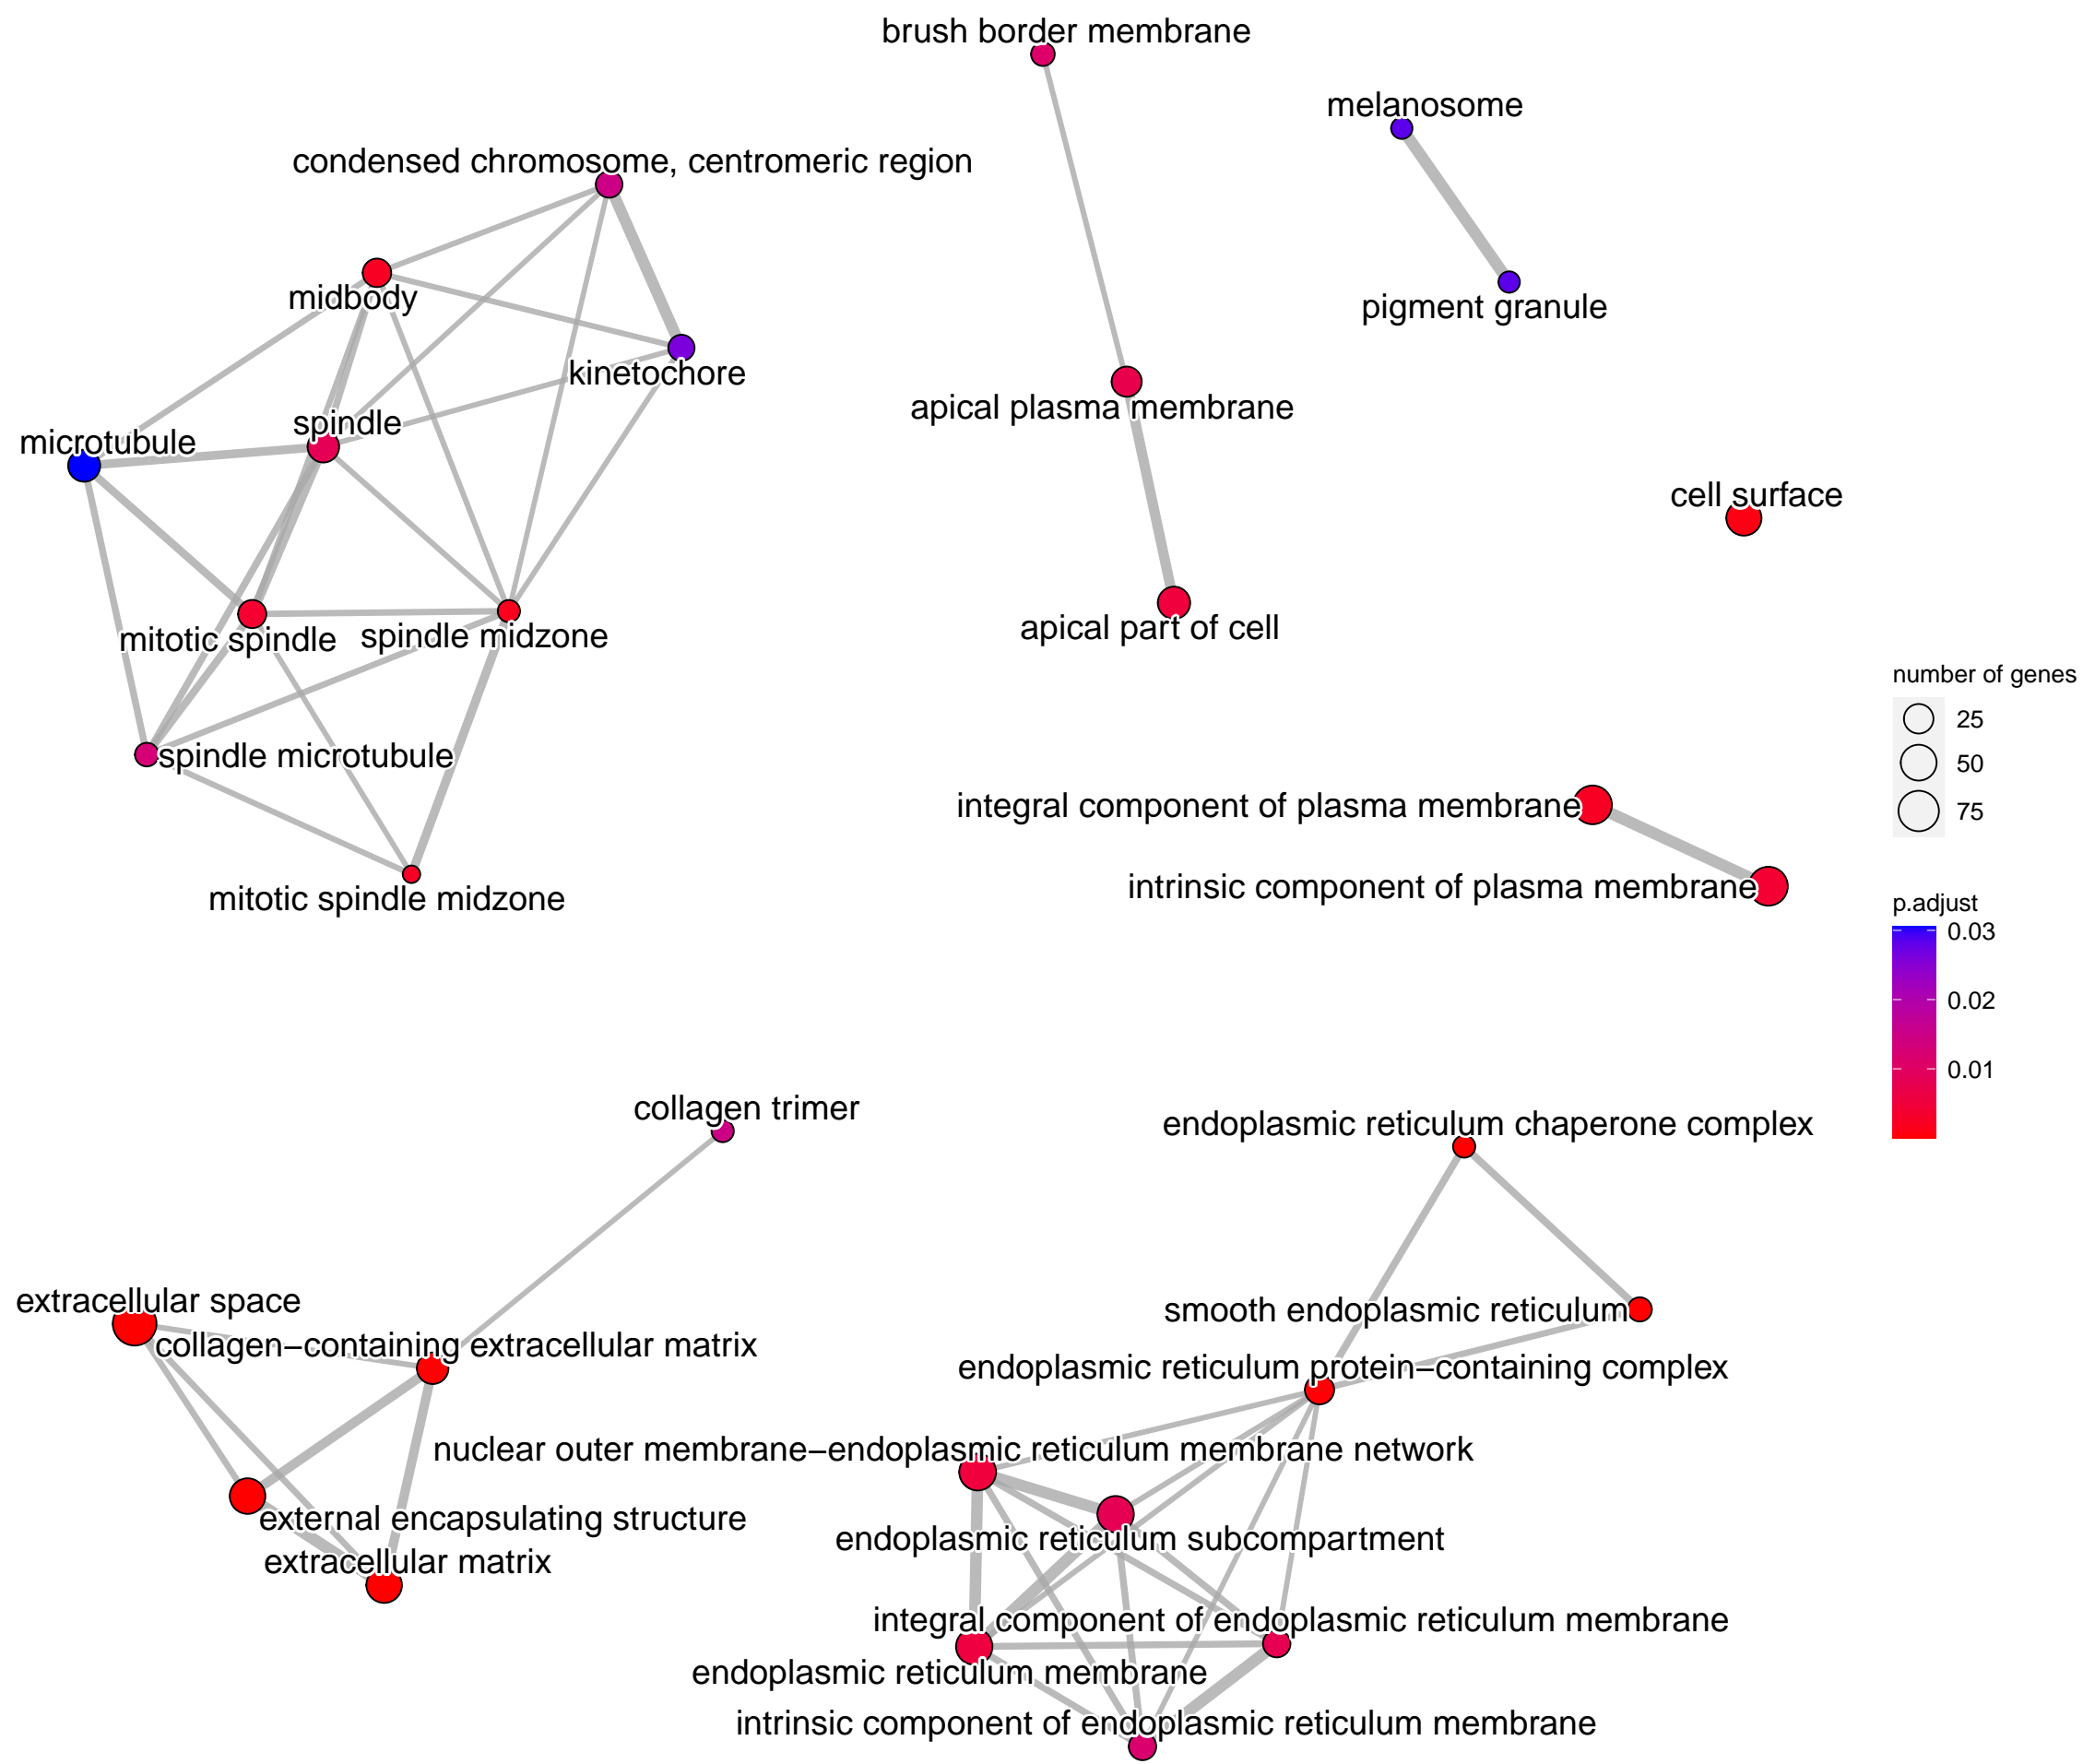 brush border membrane
melanosome
condensed chromosome, centromeric region
midbody
pigment granule
kinetochore
apical plasma membrane
spindle
microtubule
cell surface
mitotic spindle
spindle midzone
apical part of cell
number of genes
25
50
75
spindle microtubule
integral component of plasma membrane
intrinsic component of plasma membrane
mitotic spindle midzone
p.adjust
0.03
0.02
0.01
collagen trimer
endoplasmic reticulum chaperone complex
extracellular space
smooth endoplasmic reticulum
collagen−containing extracellular matrix
endoplasmic reticulum protein−containing complex
nuclear outer membrane−endoplasmic reticulum membrane network
external encapsulating structure
endoplasmic reticulum subcompartment
extracellular matrix
integral component of endoplasmic reticulum membrane
endoplasmic reticulum membrane
intrinsic component of endoplasmic reticulum membrane